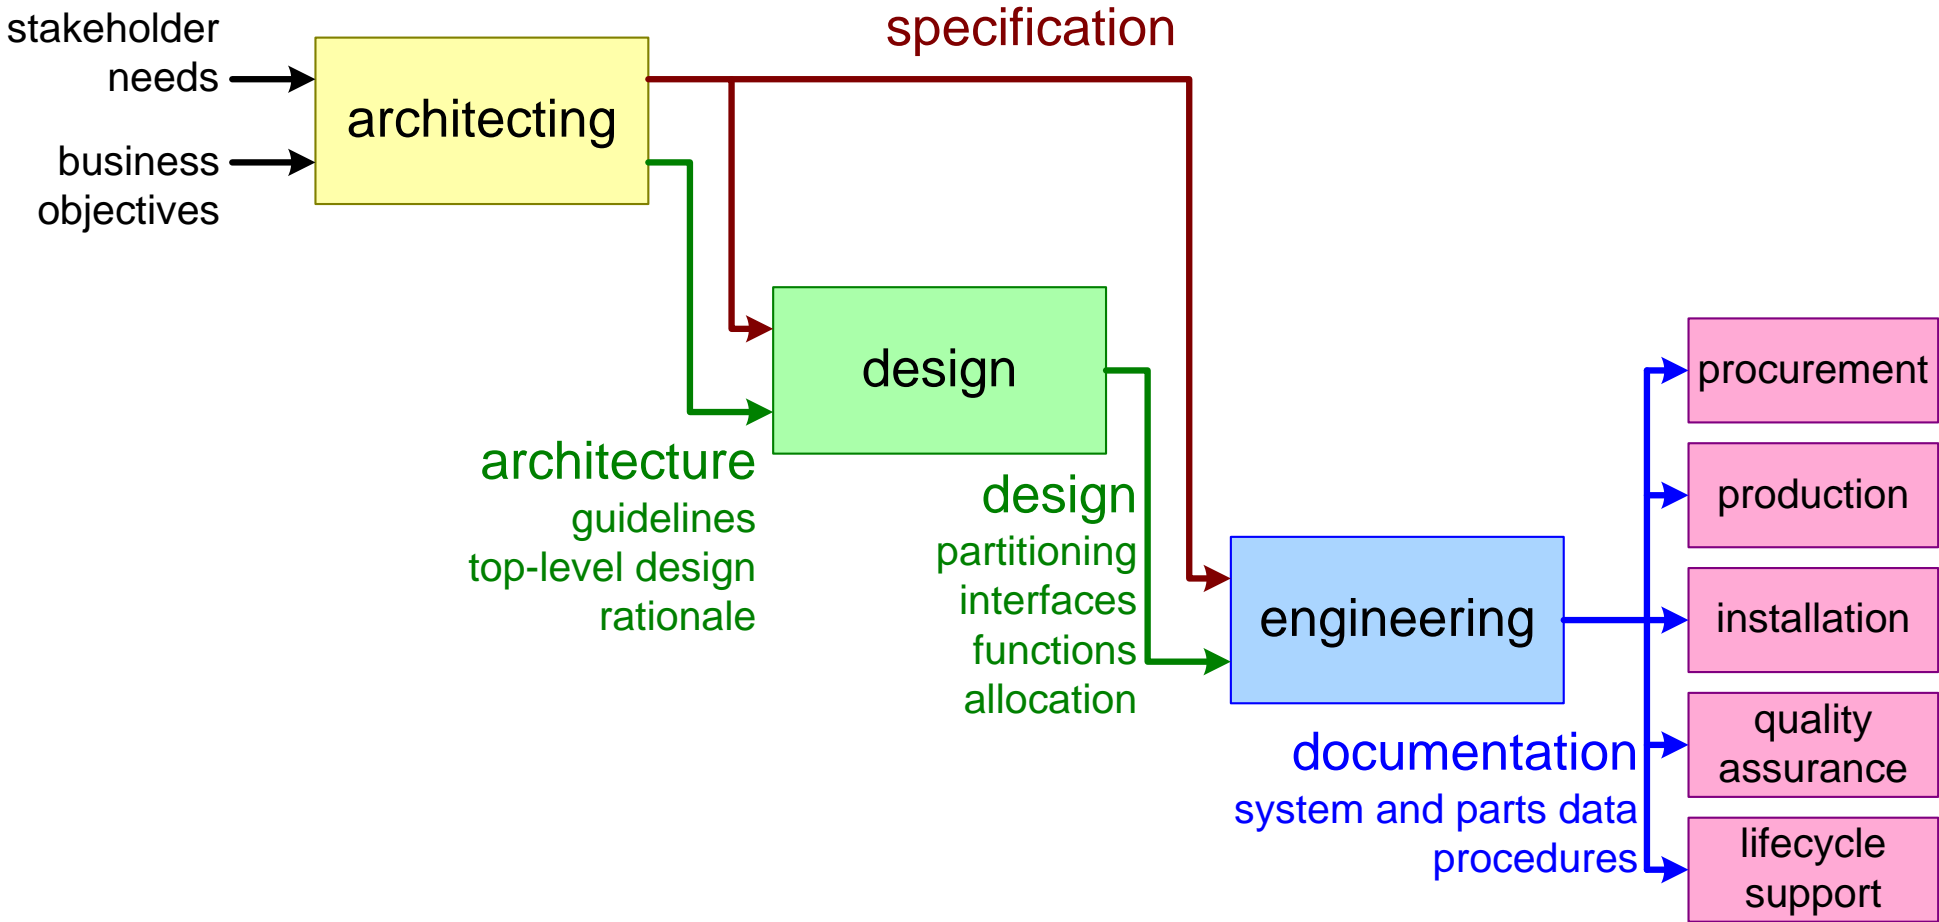 stakeholder
needs
business
objectives
architecting
specification
design
architecture
guidelines
top-level design
rationale
design
partitioning
interfaces
functions
allocation
engineering
documentation
system and parts data
procedures
procurement
production
installation
quality
assurance
lifecycle
support